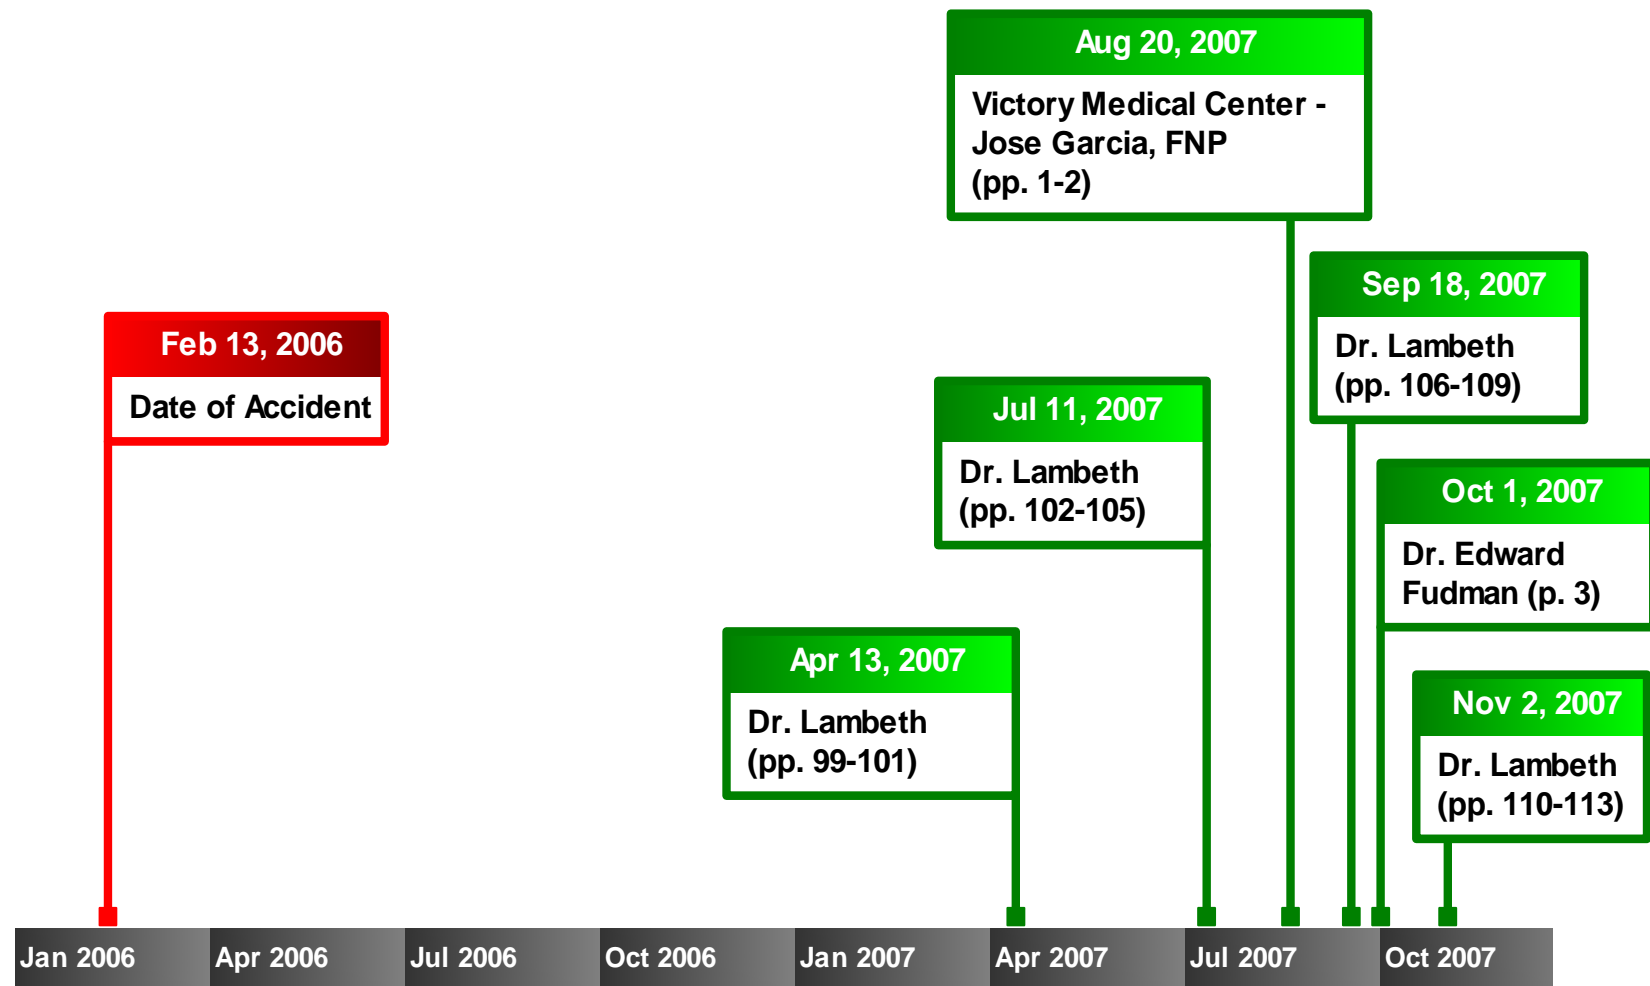 Aug 20, 2007
Victory Medical Center -
Jose Garcia, FNP
(pp. 1-2)
Sep 18, 2007
Dr. Lambeth
(pp. 106-109)
Feb 13, 2006
Date of Accident
Jul 11, 2007
Dr. Lambeth
(pp. 102-105)
Oct 1, 2007
Dr. Edward
Fudman (p. 3)
Apr 13, 2007
Dr. Lambeth
(pp. 99-101)
Nov 2, 2007
Dr. Lambeth
(pp. 110-113)
Jan 2006 Apr 2006 Jul 2006 Oct 2006 Jan 2007 Apr 2007 Jul 2007 Oct 2007